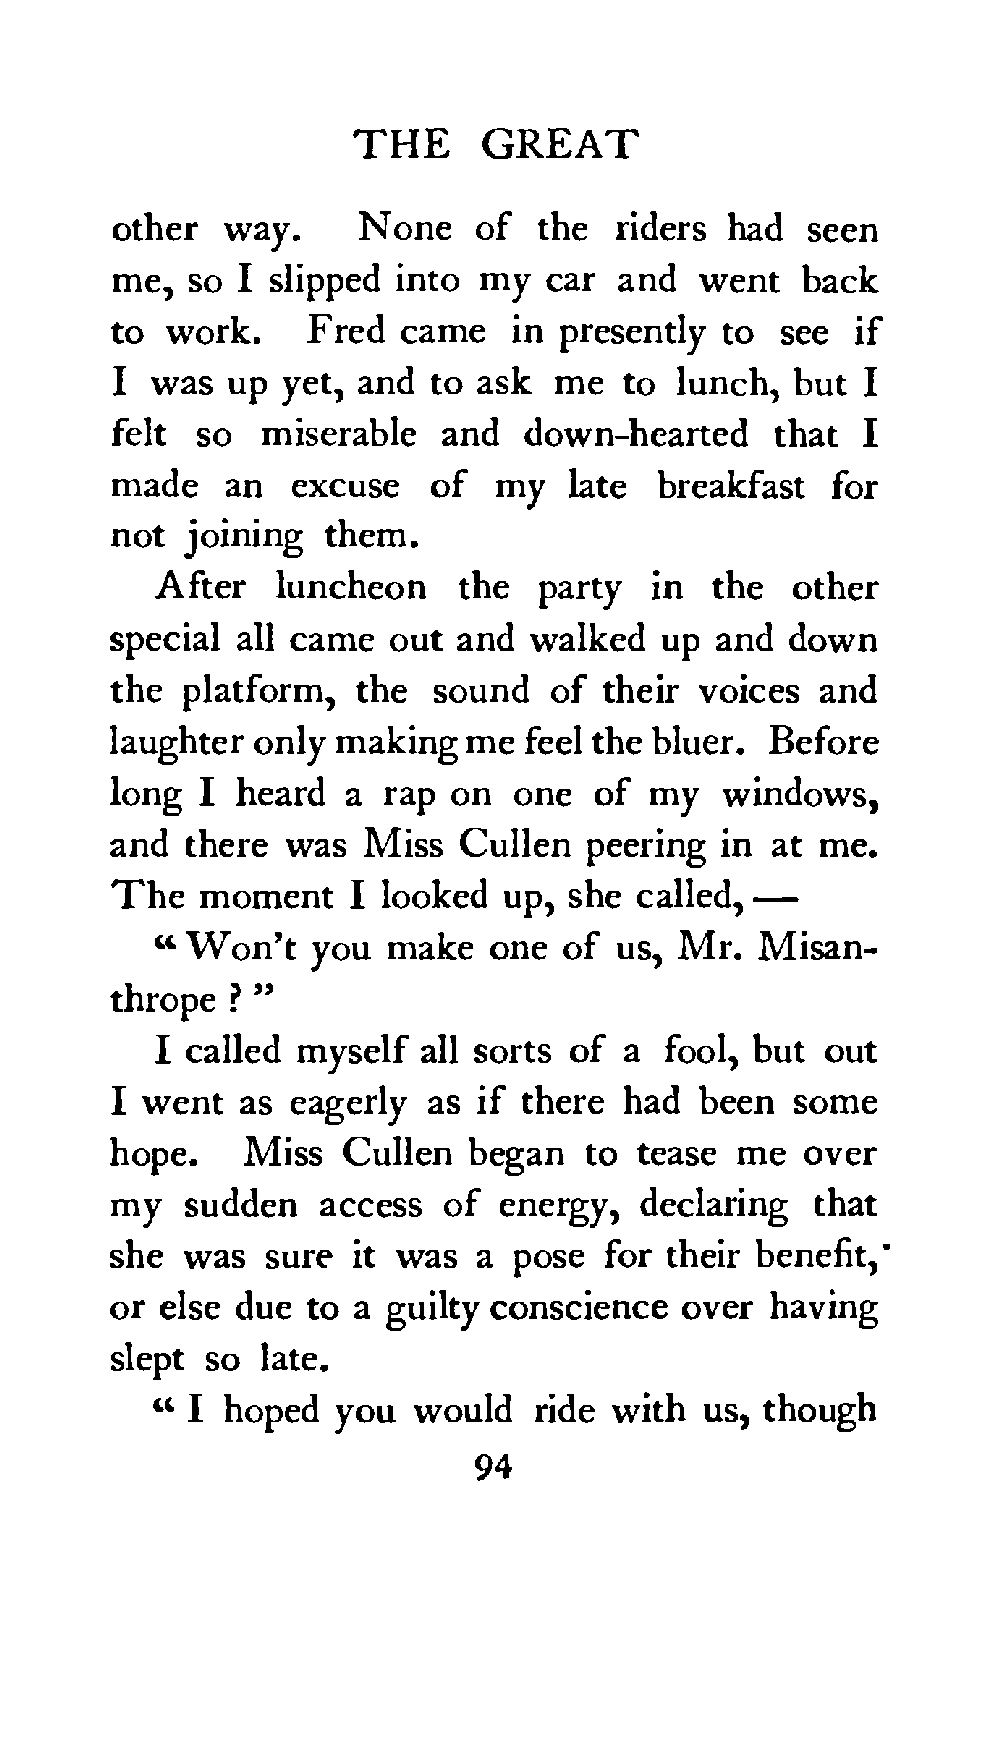 THE GREAT
other way. None of the riders had seen
me, so I slipped into my car and went back
to work. Fred came in presently to see if
I was up yet, and to ask me to lunch, but I
felt so miserable and down-hearted that I
made an excuse of my late breakfast for
not joining them.
After luncheon the party in the other
special all came out and walked up and down
the platform, the sound of their voices and
laughter only making me feel the bluer. Before
long I heard a rap on one of my windows,
and there was Miss Cullen peering in at me.
The moment I looked up, she called, —
“ Won’t you make one of us, Mr. Misan-
thrope ? ”
I called myself all sorts of a fool, but out
I went as eagerly as if there had been some
hope. Miss Cullen began to tease me over
my sudden access of energy, declaring that
she was sure it was a pose for their benefit,
or else due to a guilty conscience over having
slept so late.
“ I hoped you would ride with us, though
94